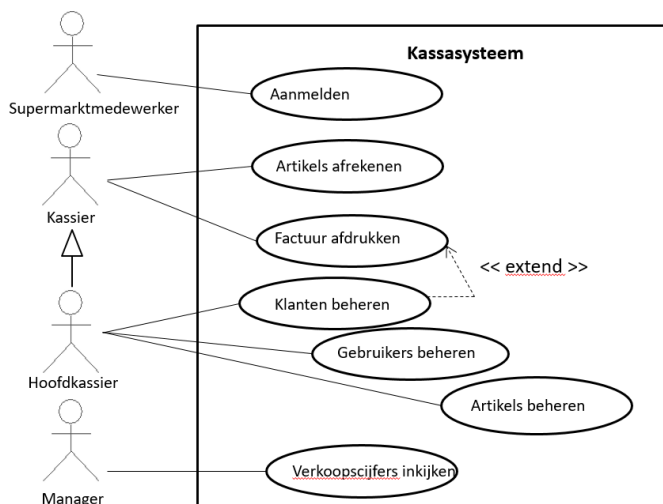 Kassasysteem
Aanmelden
Supermarktmedewerker
Artikels afrekenen
Kassier
Factuur afdrukken
<< extend >>
Klanten beheren
Gebruikers beheren
Hoofdkassier
Artikels beheren
Verkoopscijfers inkijken
Manager